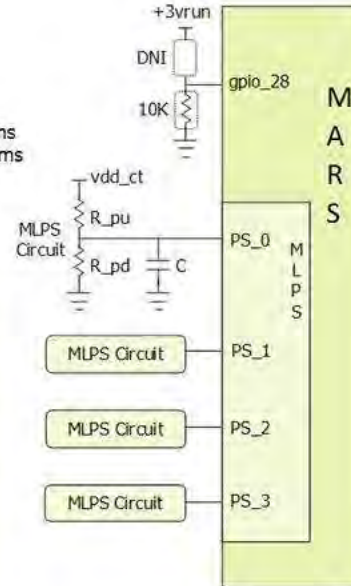 +3vrun
DNI
gpio_28
10K
M
A
R
S
ms
vdd_ct
R_pu
MLPS
Circuit
PS_0
R_pd
C
M
L
P
S
MLPS Circuit
PS_1
MLPS Circuit
PS_2
MLPS Circuit
PS_3